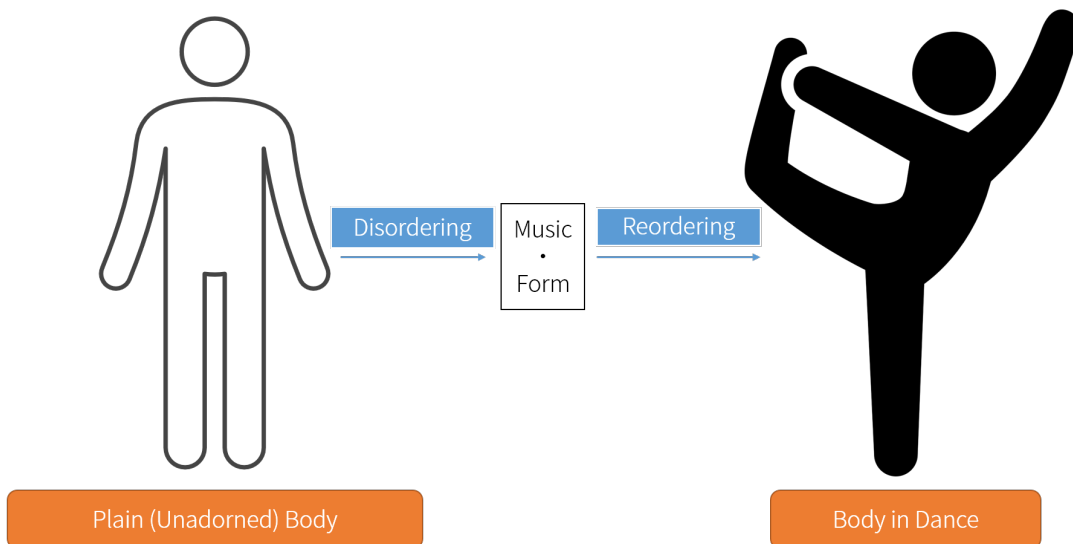 Disordering
Music
·
Form
Reordering
Plain (Unadorned) Body
Body in Dance